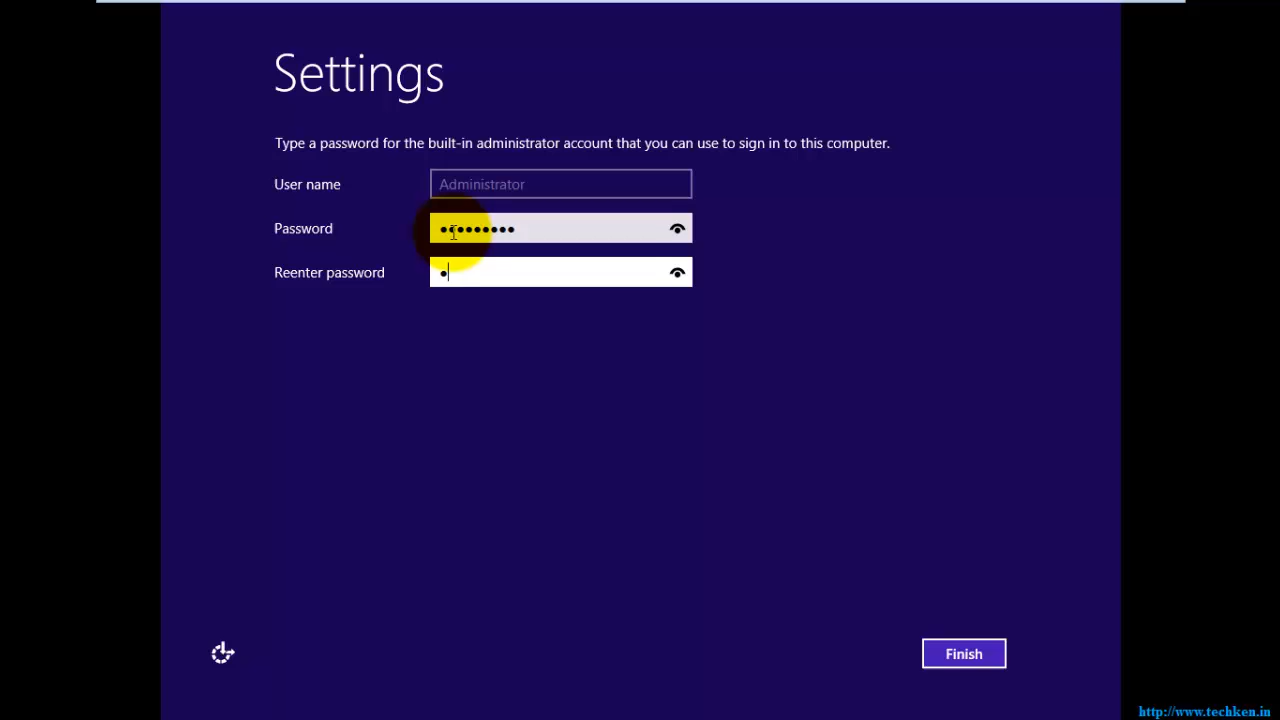 Settings
Type a password for the built-in administrator account that you can use to sign in to this computer.
User name
Administrator
Password
•••••••••
Reenter password
•
Finish
http://www.techken.in